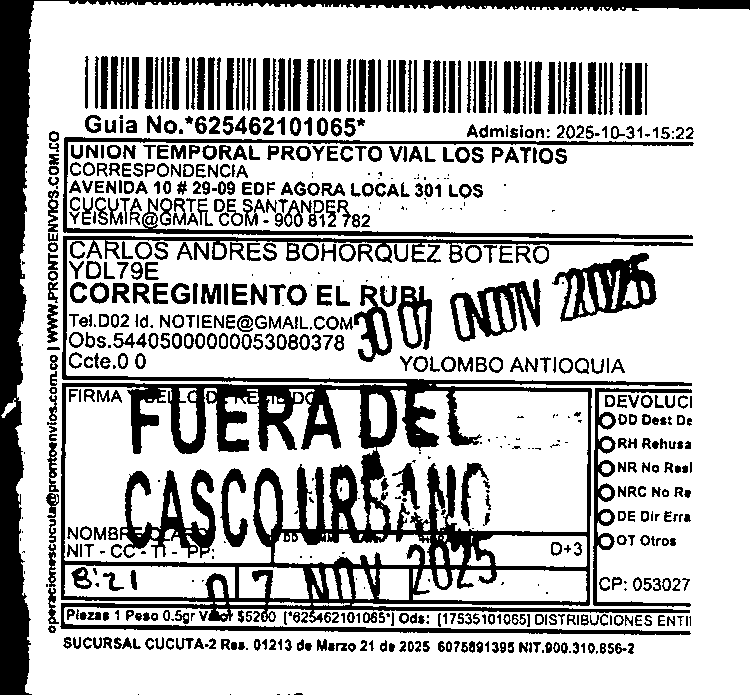 Guia No.*625462101065*
Admision: 2025-10-31-15:22
UNION TEMPORAL PROYECTO VIAL LOS PATIOS
CORRESPONDENCIA
AVENIDA 10 # 29-09 EDF AGORA LOCAL 301 LOS
CUCUTA NORTE DE SANTANDER
YEISMIR@GMAIL COM - 900 812 782
CARLOS ANDRES BOHORQUEZ BOTERO
YDL79E
CORREGIMIENTO EL RUBI
Tel.D02 Id. NOTIENE@GMAIL.COM
Obs.54405000000053080378
Ccte.0 0
YOLOMBO ANTIOQUIA
07 NOV 2025
FIRMA Y SELLO DE RECIBIDO
FUERA DEL
CASCO URBANO
07 NOV 2025
NIT - CC - TI - PP:
D+3
8:21
DEVOLUCI
DD Dest De
RH Rehusa
NR No Resi
NRC No Re
DE Dir Erra
OT Otros
CP: 053027
Piezas 1 Peso 0.5gr Valor $5200 [*625462101065*] Ods: [17535101065] DISTRIBUCIONES ENTI
SUCURSAL CUCUTA-2 Res. 01213 de Marzo 21 de 2025 6075891395 NIT.900.310.856-2
operacionescucuta@prontoenvios.com.co | WWW.PRONTOENVIOS.COM.CO